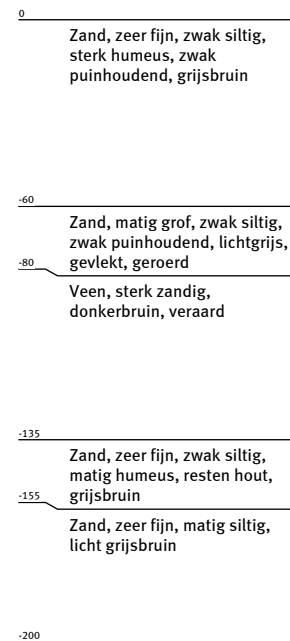 0
Zand, zeer fijn, zwak siltig,
sterk humeus, zwak
puinhoudend, grijsbruin
-60
Zand, matig grof, zwak siltig,
zwak puinhoudend, lichtgrijs,
gevlekt, geroerd
-80
Veen, sterk zandig,
donkerbruin, veraard
-135
Zand, zeer fijn, zwak siltig,
matig humeus, resten hout,
grijsbruin
-155
Zand, zeer fijn, matig siltig,
licht grijsbruin
-200